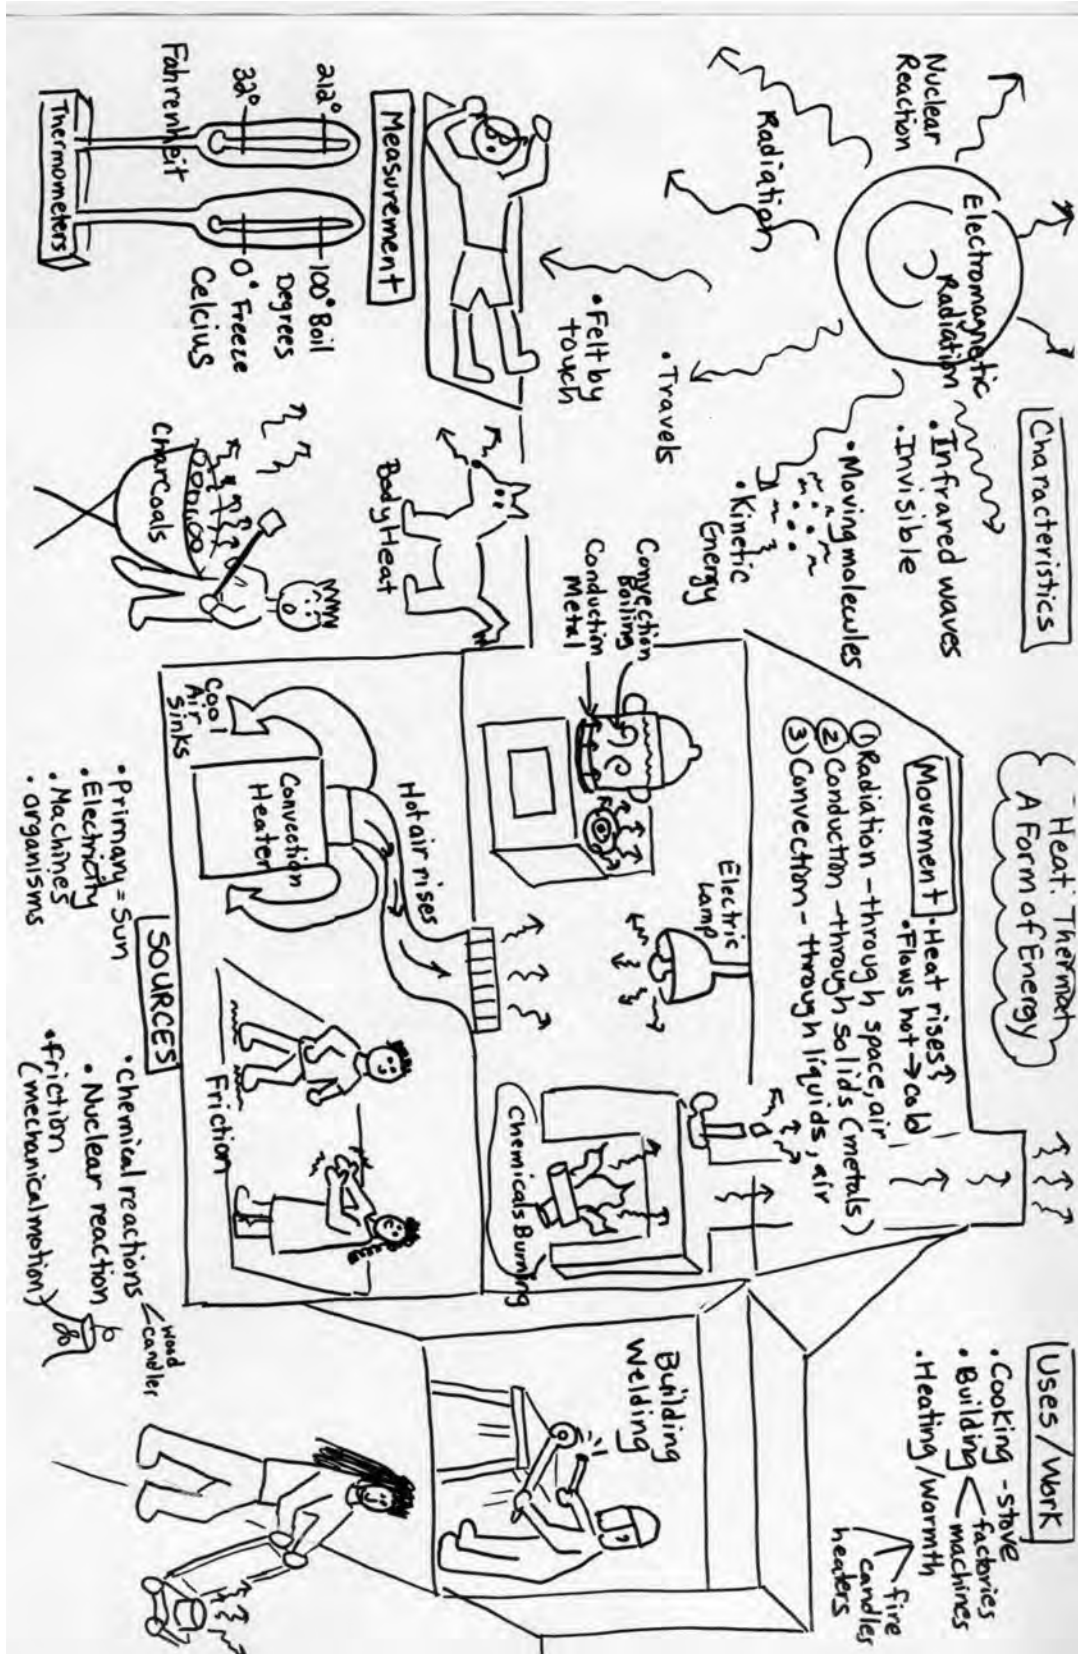 Heat: Thermal
A Form of Energy
Characteristics
• Infrared waves
• Invisible
• Moving molecules
• Kinetic
Energy
• Travels
• Felt by
touch
Nuclear
Reaction
Electromagnetic
Radiation
Radiation
Movement
• Heat rises
• Flows hot → cold
① Radiation - through space, air
② Conduction - through solids (metals)
③ Convection - through liquids, air
Uses/Work
• Cooking - stove
• Building < factories
machines
• Heating/Warmth
fire
candles
heaters
Convection
Boiling
Conduction
Metal
Electric
Lamp
Chemicals Burning
Building
Welding
Measurement
212°
32°
Fahrenheit
100° Boil
Degrees
0° Freeze
Celcius
Thermometers
Body Heat
CharCoals
Hot air rises
Convection
Heater
Cool
Air
Sinks
Friction
SOURCES
• Primary = Sun
• Electricity
• Machines
• organisms
• Chemical reactions < wood
candles
• Nuclear reaction
• friction
(mechanical motion)